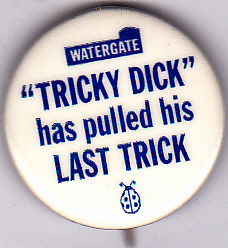 WATERGATE
"TRICKY DICK"
has pulled his
LAST TRICK